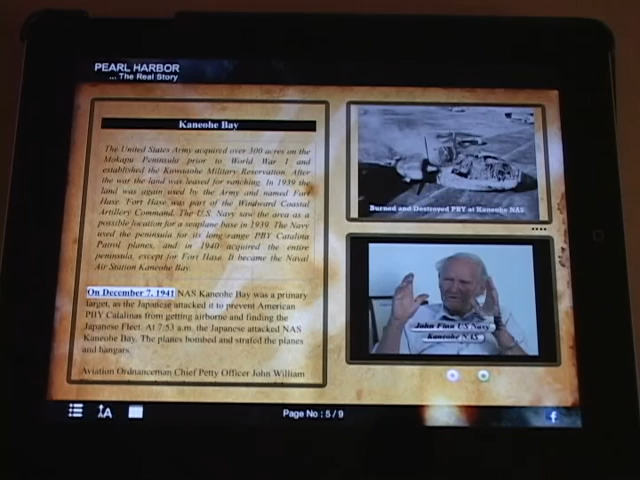 PEARL HARBOR
... The Real Story
Kaneohe Bay
The United States Army acquired over 300 acres on the
Mokapu Peninsula prior to World War I and
established the Kuwaaohe Military Reservation. After
the war the land was leased for ranching. In 1939 the
land was again used by the Army and named Fort
Hase. Fort Hase was part of the Windward Coastal
Artillery Command. The U.S. Navy saw the area as a
possible location for a seaplane base in 1939. The Navy
used the peninsula for its long-range PBY Catalina
Patrol planes, and in 1940 acquired the entire
peninsula, except for Fort Hase. It became the Naval
Air Station Kaneohe Bay.
On December 7, 1941 NAS Kaneohe Bay was a primary
target, as the Japanese attacked it to prevent American
PBY Catalinas from getting airborne and finding the
Japanese Fleet. At 7:53 a.m. the Japanese attacked NAS
Kaneohe Bay. The planes bombed and strafed the planes
and hangars.
Aviation Ordnanceman Chief Petty Officer John William
Burned and Destroyed PBY at Kaneohe NAS
John Finn US Navy
Kaneohe NAS
A
Page No : 5 / 9
f